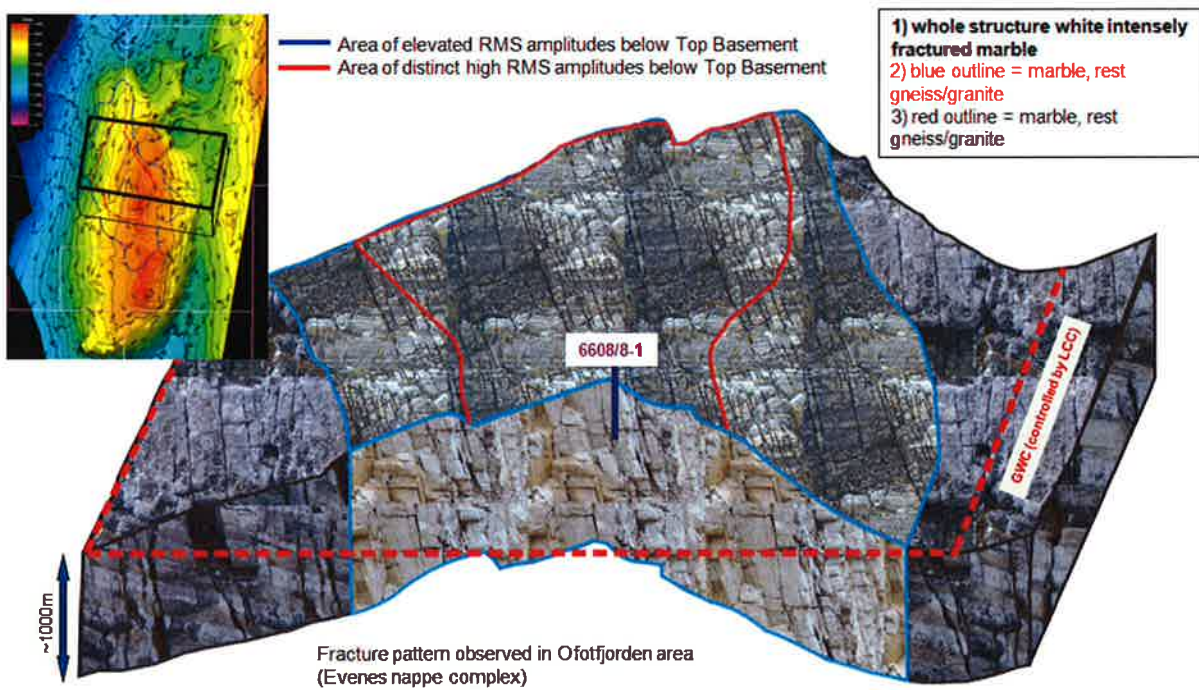 Area of elevated RMS amplitudes below Top Basement
Area of distinct high RMS amplitudes below Top Basement
1) whole structure white intensely
fractured marble
2) blue outline = marble, rest
gneiss/granite
3) red outline = marble, rest
gneiss/granite
6608/8-1
GWC (controlled by LCC)
~1000m
Fracture pattern observed in Ofotfjorden area
(Evenes nappe complex)